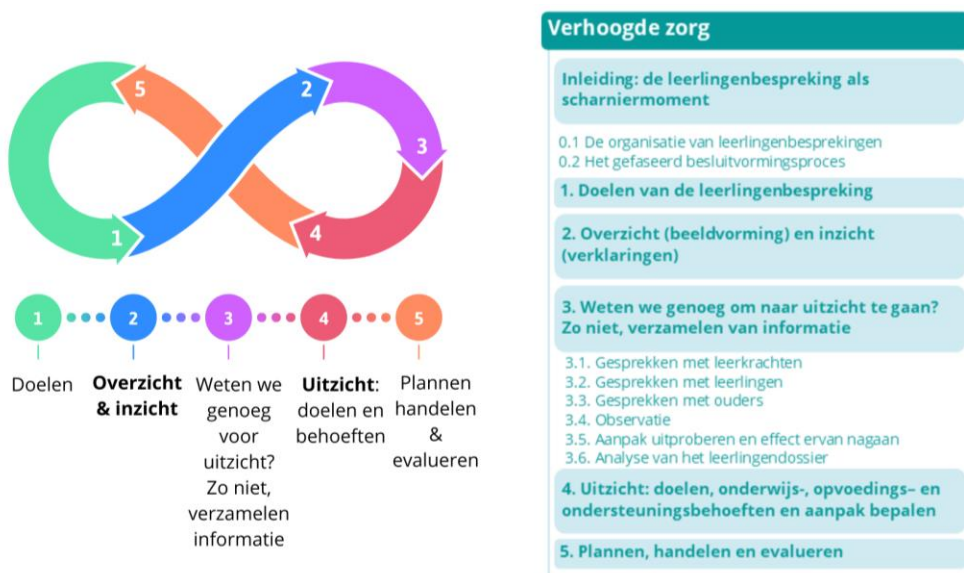 5
2
3
1
4
1
2
3
4
5
Doelen
Overzicht
& inzicht
Weten we
genoeg
voor
uitzicht?
Zo niet,
verzamelen
informatie
Uitzicht:
doelen en
behoeften
Plannen
handelen
&
evalueren
Verhoogde zorg
Inleiding: de leerlingenbespreking als
scharniermoment
0.1 De organisatie van leerlingenbesprekingen
0.2 Het gefaseerd besluitvormingsproces
1. Doelen van de leerlingenbespreking
2. Overzicht (beeldvorming) en inzicht
(verklaringen)
3. Weten we genoeg om naar uitzicht te gaan?
Zo niet, verzamelen van informatie
3.1. Gesprekken met leerkrachten
3.2. Gesprekken met leerlingen
3.3. Gesprekken met ouders
3.4. Observatie
3.5. Aanpak uitproberen en effect ervan nagaan
3.6. Analyse van het leerlingendossier
4. Uitzicht: doelen, onderwijs-, opvoedings– en
ondersteuningsbehoeften en aanpak bepalen
5. Plannen, handelen en evalueren